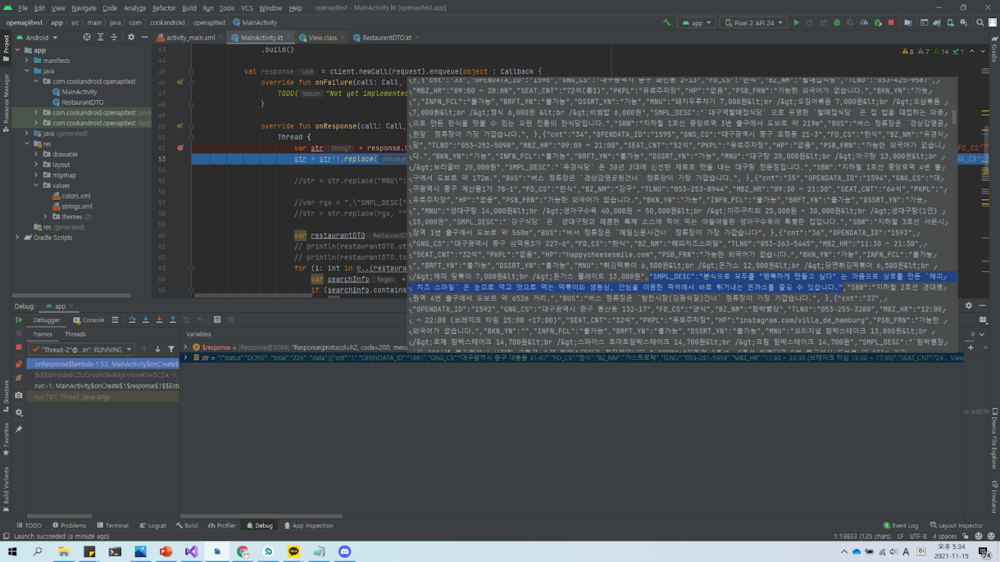 File Edit View Navigate Code Analyze Refactor Build Run Tools VCS Window Help openapitest - MainActivity.kt [openapitest.app]
openapitest app src main java com cookandroid openapitest MainActivity
app Pixel 2 API 24
Android
activity_main.xml MainActivity.kt View.class RestaurantDTO.kt
Project
Resource Manager
Structure
Favorites
Build Variants
Gradle
Device File Explorer
Emulator
app
manifests
java
com.cookandroid.openapitest
MainActivity
RestaurantDTO
com.cookandroid.openapitest (and
com.cookandroid.openapitest (test)
java (generated)
res
drawable
layout
mipmap
values
colors.xml
strings.xml
themes (2)
res (generated)
Gradle Scripts
8 7 14 1
43 .build()
44
45 val response : Unit = client.newCall(request).enqueue(object : Callback {
46 override fun onFailure(call: Call,
47 TODO( reason: "Not yet implemented
48 }
49
50 override fun onResponse(call: Call,
51 Thread {
52 var str : String? = response.b
53 str = str!!.replace( oldValue
54
55 //str = str.replace("MNU\":
56
57 //var rgx = ",\"SMPL_DESC[^
58 //str = str.replace(rgx, ""
59
60 var restaurantDTO : RestaurantD
61 // println(restaurantDTO.st
62 // println(restaurantDTO.to
63 for (i: Int in 0..(restaura
64 var searchInfo : Regex =
65 if (searchInfo.contains
},{"cnt":"33","OPENDATA_ID":"1596","GNG_CS":"대구광역시 중구 화전동 2-13","FD_CS":"한식","BZ_NM":"할매집식당","TLNO":"053-425-9587",
"MBZ_HR":"09:00 ~ 20:00","SEAT_CNT":"72석(룸1)","PKPL":"유료주차장","HP":"없음","PSB_FRN":"가능한 외국어가 없습니다.","BKN_YN":"가능
","INFN_FCL":"불가능","BRFT_YN":"불가능","DSSRT_YN":"가능","MNU":"돼지두루치기 7,000원&lt;br /&gt;오징어볶음 7,000원&lt;br /&gt;오삼볶음
7,000원&lt;br /&gt;정식 6,000원 &lt;br /&gt;비빔밥 6,000원","SMPL_DESC":"`대구역할매집식당` 으로 유명한 `할매집식당` 은 집 밥을 대접하는 마음
으로 만든 한식을 맛볼 수 있는 오랜 전통의 한식당입니다.","SBW":"지하철 1호선 중앙로역 3번 출구에서 도보로 약 219m","BUS":"버스 정류장은 `경상감영공
원앞` 정류장이 가장 가깝습니다.", },{"cnt":"34","OPENDATA_ID":"1595","GNG_CS":"대구광역시 중구 포정동 21-3","FD_CS":"한식","BZ_NM":"유경식
당","TLNO":"053-252-5098","MBZ_HR":"09:00 ~ 21:00","SEAT_CNT":"52석","PKPL":"유료주차장","HP":"없음","PSB_FRN":"가능한 외국어가 없습니
다.","BKN_YN":"가능","INFN_FCL":"불가능","BRFT_YN":"불가능","DSSRT_YN":"가능","MNU":"대구탕 20,000원&lt;br /&gt;아구탕 13,000원&lt;br /&gt
;보리굴비 20,000원","SMPL_DESC":"`유경식당` 은 30년 2대에 신선한 재료로 맛을 내는 대구탕 전문점입니다.","SBW":"지하철 1호선 중앙로역 4번 출
구에서 도보로 약 172m.","BUS":"버스 정류장은 `경상감영공원건너` 정류장이 가장 가깝습니다.", },{"cnt":"35","OPENDATA_ID":"1594","GNG_CS":"대
구광역시 중구 계산동1가 78-1","FD_CS":"한식","BZ_NM":"강구","TLNO":"053-253-8944","MBZ_HR":"09:30 ~ 21:30","SEAT_CNT":"64석","PKPL":"
유료주차장","HP":"없음","PSB_FRN":"가능한 외국어가 없습니다.","BKN_YN":"가능","INFN_FCL":"불가능","BRFT_YN":"불가능","DSSRT_YN":"가능
","MNU":"생대구탕 14,000원&lt;br /&gt;생아구수육 40,000원 ~ 50,000원&lt;br /&gt;미주구리회 25,000원 ~ 30,000원&lt;br /&gt;생대구탕(1인)
15,000원","SMPL_DESC":"`강구식당` 은 생대구탕과 매콤한 특제 소스에 찍어 먹는 야들야들한 생아구수육이 특별한 집입니다.","SBW":"지하철 3호선 서문시
장역 1번 출구에서 도보로 약 560m","BUS":"버서 정류장은 `매일신문사건너` 정류장이 가장 가깝습니다", },{"cnt":"36","OPENDATA_ID":"1593",
"GNG_CS":"대구광역시 중구 삼덕동3가 227-6","FD_CS":"한식","BZ_NM":"해피치즈스마일","TLNO":"053-263-5445","MBZ_HR":"11:30 ~ 21:30",
"SEAT_CNT":"32석","PKPL":"없음","HP":"happycheesesmile.com","PSB_FRN":"가능한 외국어가 없습니다.","BKN_YN":"가능","INFN_FCL":"불가능",
"BRFT_YN":"불가능","DSSRT_YN":"불가능","MNU":"튀김떡볶이 6,500원&lt;br /&gt;돈가스 12,000원&lt;br /&gt;당면튀김떡볶이 6,500원&lt;br
/&gt;해피 당볶이 7,000원&lt;br /&gt;돈가스 플레이트 13,000원","SMPL_DESC":"분식으로 모두를 "행복하게 만들고 싶다" 는 마음으로 상호를 만든 `해피
치즈 스마일` 은 눈으로 먹고 맛으로 먹는 떡볶이와 생동심, 안심을 이용한 즉석에서 바로 튀겨내는 돈까스를 즐길 수 있습니다.","SBW":"지하철 2호선 경대병
원역 4번 출구에서 도보로 약 652m 거리.","BUS":"버스 정류장은 `방천시장(김광석길)건너` 정류장이 가장 가깝습니다.", },{"cnt":"37",
"OPENDATA_ID":"1592","GNG_CS":"대구광역시 중구 봉산동 132-17","FD_CS":"양식","BZ_NM":"함박별장","TLNO":"053-255-3288","MBZ_HR":"12:00
~ 22:00 (브레이크 타임 15:00 ~17:00)","SEAT_CNT":"32석","PKPL":"유료주차장","HP":"instagram.com/villa_de_hamburg","PSB_FRN":"가능한
외국어가 없습니다.","BKN_YN":"","INFN_FCL":"불가능","BRFT_YN":"불가능","DSSRT_YN":"불가능","MNU":"오리지널 함박스테이크 13,800원&lt;br
/&gt;로제 함박스테이크 14,700원&lt;br /&gt;스파이스 토마토함박스테이크 14,700원&lt;br /&gt;크림 함박스테이크 14,700원","SMPL_DESC":"`함박별장
Debug: app
Debugger Console
Frames Threads
Variables
"Thread-2"@...in": RUNNING
onResponse$lambda-1:53, MainActivity$onCreate$
$r8$lambda$CZIzOr4oh084R4jKYXnwKV45CZA:-1,
run:-1, MainActivity$onCreate$1$response$1$$Exte
run:761, Thread (java.lang)
$response = {Response@5069} "Response{protocol=h2, code=200, mess
str = {"status":"DONE", "total":"224", "data":[{"cnt":"1","OPENDATA_ID":"1661","GNG_CS":"대구광역시 중구 대봉동 31-67","FD_CS":"양식","BZ_NM":"가스트로락","TLNO":"053-281-5959","MBZ_HR":"11:30 ~ 23:30 (브레이크 타임 15:00 ~ 17:30)","SEAT_CNT":"24... View
No watch
TODO Problems Terminal Logcat Build Profiler Debug App Inspection
1 Event Log Layout Inspector
Launch succeeded (a minute ago)
1:19833 (125 chars) LF UTF-8 4 spaces
A 한 오후 5:34
2021-11-15
24